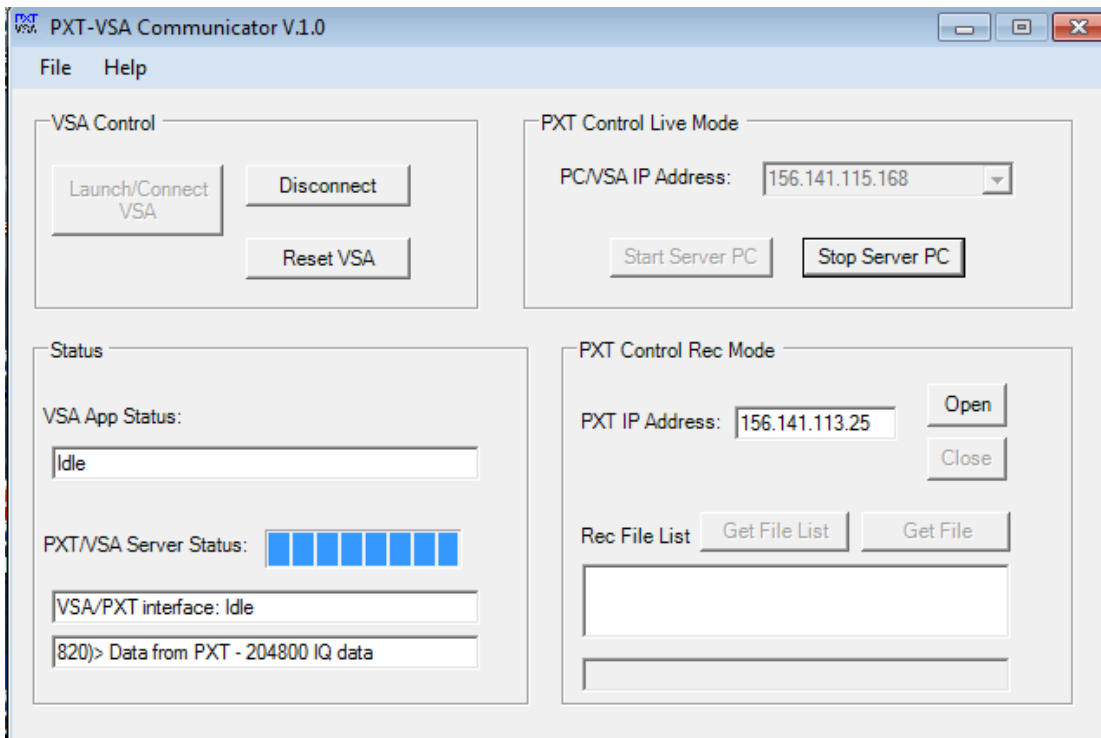 PXT
VSA
PXT-VSA Communicator V.1.0
File Help
VSA Control
Launch/Connect
VSA
Disconnect
Reset VSA
PXT Control Live Mode
PC/VSA IP Address: 156.141.115.168
Start Server PC Stop Server PC
Status
VSA App Status:
Idle
PXT/VSA Server Status:
VSA/PXT interface: Idle
820)> Data from PXT - 204800 IQ data
PXT Control Rec Mode
PXT IP Address: 156.141.113.25
Open
Close
Rec File List Get File List Get File